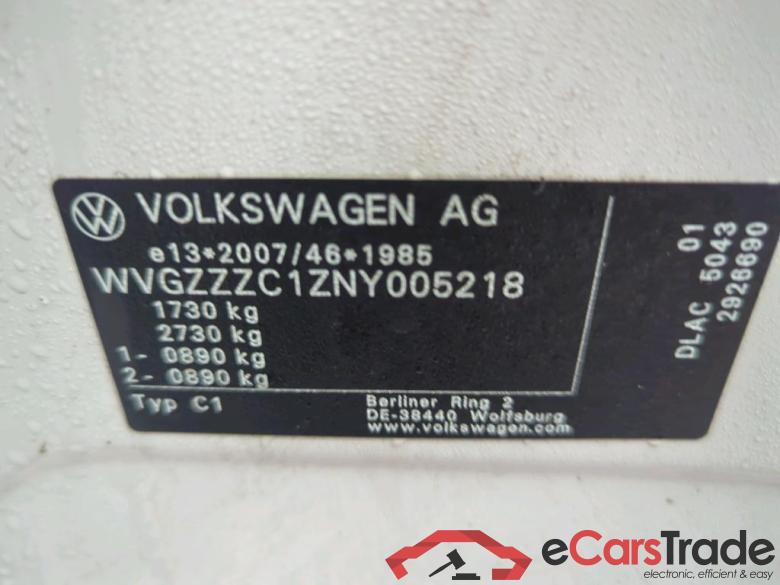 VOLKSWAGEN AG
e13*2007/46*1985
WVGZZZC1ZNY005218
1730 kg
2730 kg
1- 0890 kg
2- 0890 kg
Typ C1
Berliner Ring 2
DE-38440 Wolfsburg
www.volkswagen.com
01
DLAC 5043
2926690
eCarsTrade
electronic, efficient & easy